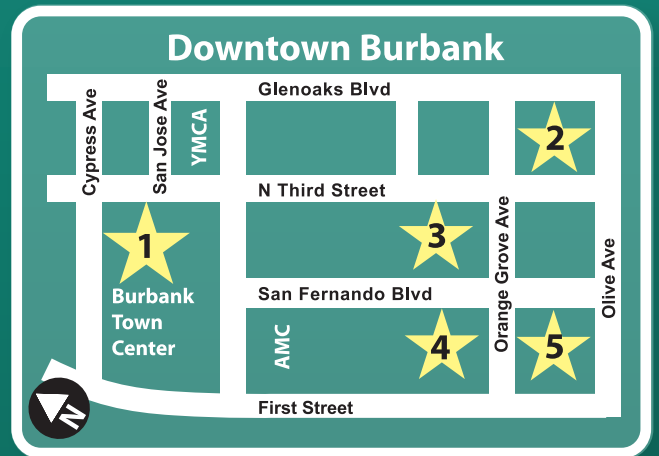 Downtown Burbank
Glenoaks Blvd
Cypress Ave
San Jose Ave
YMCA
2
N Third Street
1
3
Orange Grove Ave
Olive Ave
Burbank
Town
Center
San Fernando Blvd
AMC
4
5
First Street
N